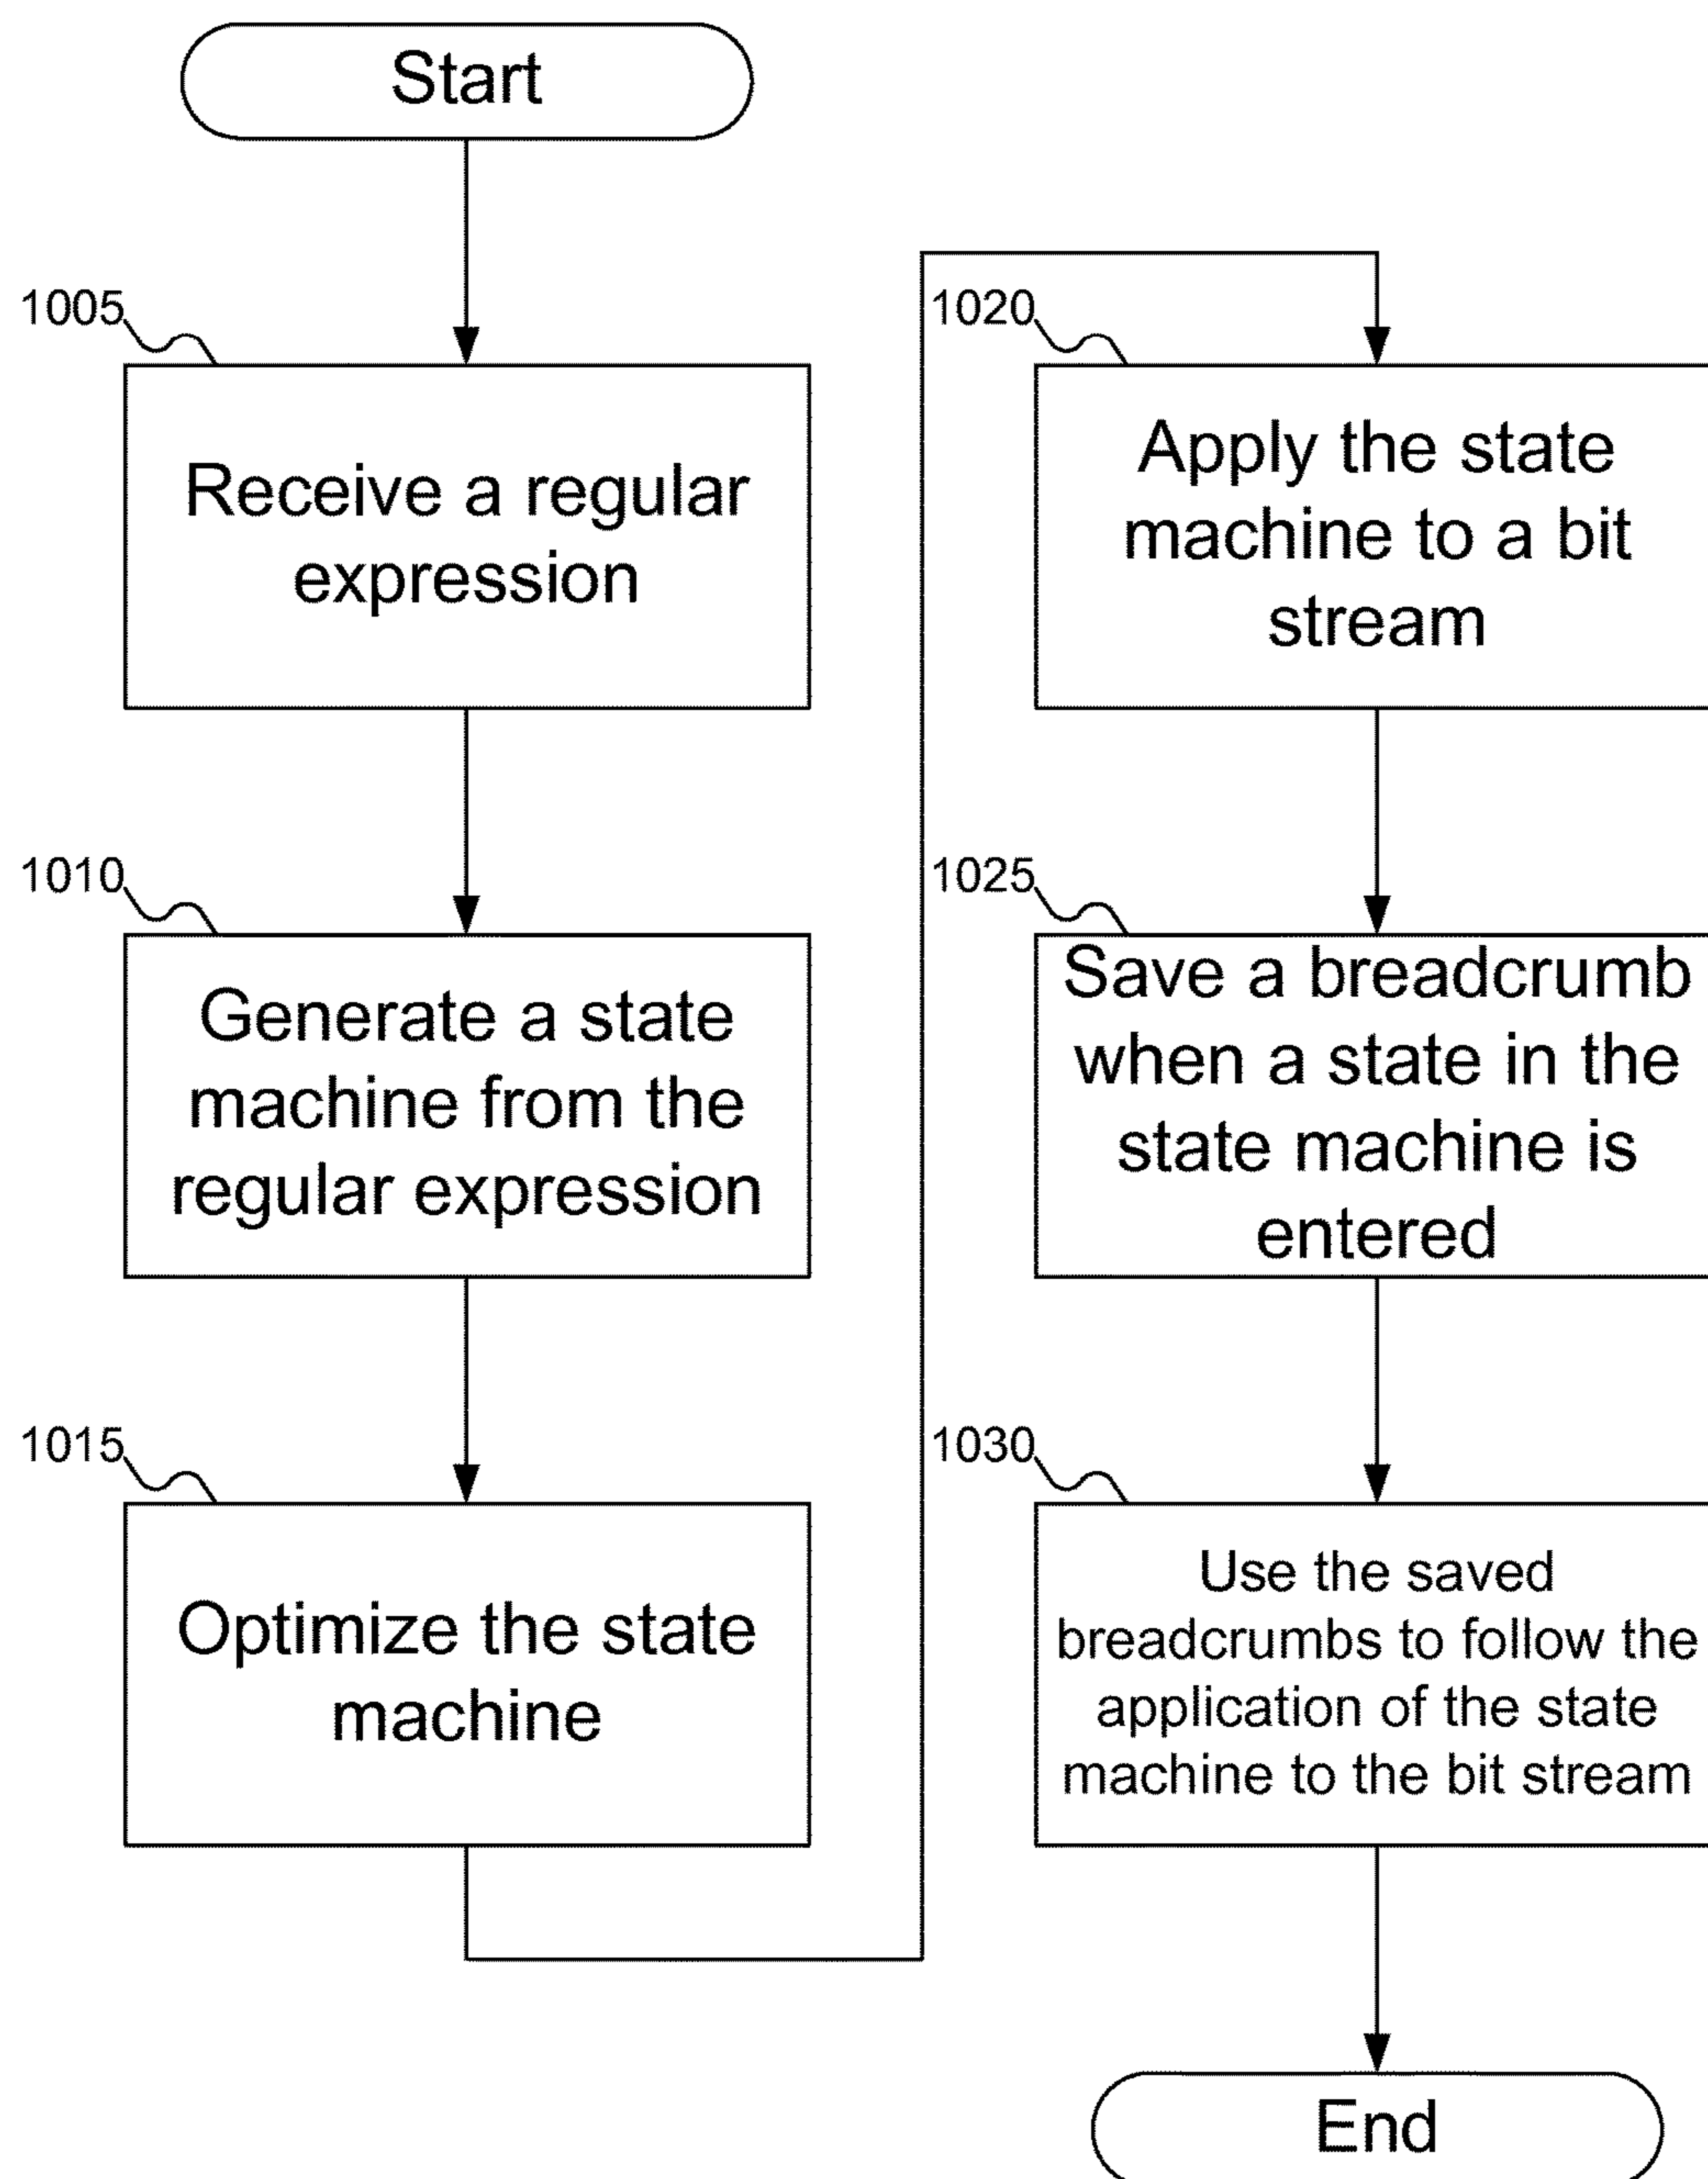 Start
1005
Receive a regular
expression
1010
Generate a state
machine from the
regular expression
1015
Optimize the state
machine
1020
Apply the state
machine to a bit
stream
1025
Save a breadcrumb
when a state in the
state machine is
entered
1030
Use the saved
breadcrumbs to follow the
application of the state
machine to the bit stream
End